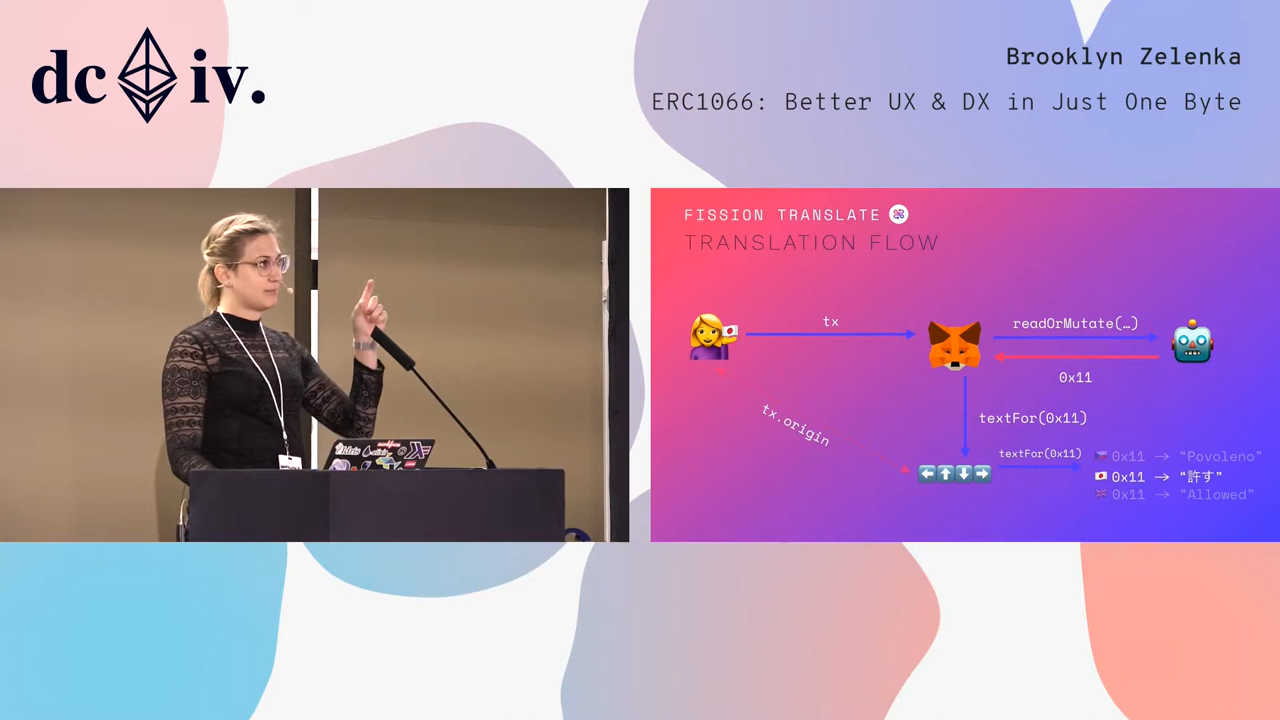 dc iv.
Brooklyn Zelenka
ERC1066: Better UX & DX in Just One Byte
FISSION TRANSLATE
TRANSLATION FLOW
tx
readOrMutate(…)
0x11
tx.origin
textFor(0x11)
textFor(0x11)
0x11 → “Povoleno”
0x11 → “許す”
0x11 → “Allowed”